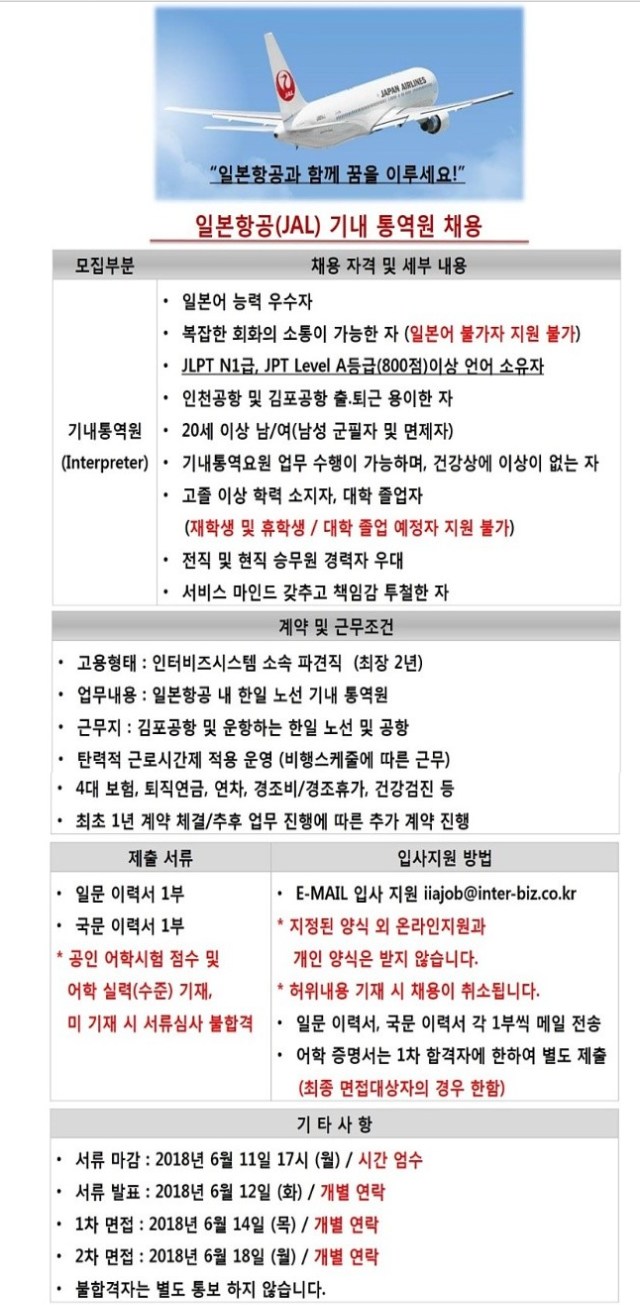 JAPAN AIRLINES
JAL
“일본항공과 함께 꿈을 이루세요!”
일본항공(JAL) 기내 통역원 채용
모집부분
채용 자격 및 세부 내용
기내통역원
(Interpreter)
• 일본어 능력 우수자
• 복잡한 회화의 소통이 가능한 자 (일본어 불가자 지원 불가)
• JLPT N1급, JPT Level A등급(800점)이상 언어 소유자
• 인천공항 및 김포공항 출.퇴근 용이한 자
• 20세 이상 남/여(남성 군필자 및 면제자)
• 기내통역요원 업무 수행이 가능하며, 건강상에 이상이 없는 자
• 고졸 이상 학력 소지자, 대학 졸업자
(재학생 및 휴학생 / 대학 졸업 예정자 지원 불가)
• 전직 및 현직 승무원 경력자 우대
• 서비스 마인드 갖추고 책임감 투철한 자
계약 및 근무조건
• 고용형태 : 인터비즈시스템 소속 파견직 (최장 2년)
• 업무내용 : 일본항공 내 한일 노선 기내 통역원
• 근무지 : 김포공항 및 운항하는 한일 노선 및 공항
• 탄력적 근로시간제 적용 운영 (비행스케줄에 따른 근무)
• 4대 보험, 퇴직연금, 연차, 경조비/경조휴가, 건강검진 등
• 최초 1년 계약 체결/추후 업무 진행에 따른 추가 계약 진행
제출 서류
• 일문 이력서 1부
• 국문 이력서 1부
* 공인 어학시험 점수 및
어학 실력(수준) 기재,
미 기재 시 서류심사 불합격
입사지원 방법
• E-MAIL 입사 지원 iiajob@inter-biz.co.kr
* 지정된 양식 외 온라인지원과
개인 양식은 받지 않습니다.
* 허위내용 기재 시 채용이 취소됩니다.
• 일문 이력서, 국문 이력서 각 1부씩 메일 전송
• 어학 증명서는 1차 합격자에 한하여 별도 제출
(최종 면접대상자의 경우 한함)
기 타 사 항
• 서류 마감 : 2018년 6월 11일 17시 (월) / 시간 엄수
• 서류 발표 : 2018년 6월 12일 (화) / 개별 연락
• 1차 면접 : 2018년 6월 14일 (목) / 개별 연락
• 2차 면접 : 2018년 6월 18일 (월) / 개별 연락
• 불합격자는 별도 통보 하지 않습니다.